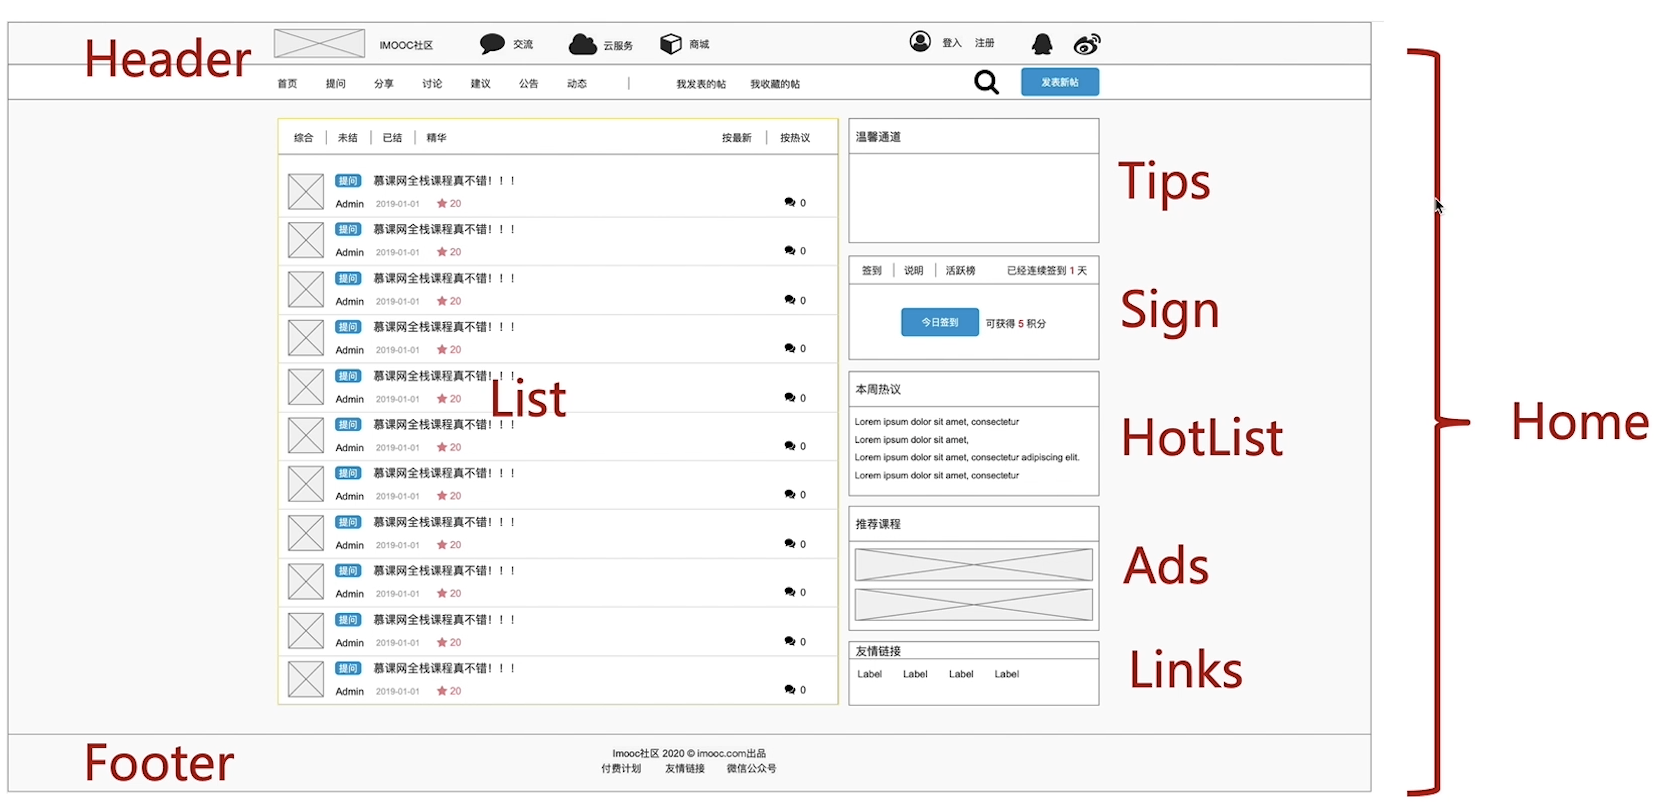 Header
IMOOC社区 交流 云服务 商城 登入 注册
首页 提问 分享 讨论 建议 公告 动态 | 我发表的帖 我收藏的帖 发表新帖
综合 | 未结 | 已结 | 精华 按最新 | 按热议
提问 慕课网全栈课程真不错！！！
Admin 2019-01-01 20 0
提问 慕课网全栈课程真不错！！！
Admin 2019-01-01 20 0
提问 慕课网全栈课程真不错！！！
Admin 2019-01-01 20 0
提问 慕课网全栈课程真不错！！！
Admin 2019-01-01 20 0
提问 慕课网全栈课程真不错！！！
Admin 2019-01-01 20 0
List
提问 慕课网全栈课程真不错！！！
Admin 2019-01-01 20 0
提问 慕课网全栈课程真不错！！！
Admin 2019-01-01 20 0
提问 慕课网全栈课程真不错！！！
Admin 2019-01-01 20 0
提问 慕课网全栈课程真不错！！！
Admin 2019-01-01 20 0
提问 慕课网全栈课程真不错！！！
Admin 2019-01-01 20 0
提问 慕课网全栈课程真不错！！！
Admin 2019-01-01 20 0
温馨通道
Tips
签到 | 说明 | 活跃榜 已经连续签到 1 天
今日签到 可获得 5 积分
Sign
本周热议
Lorem ipsum dolor sit amet, consectetur
Lorem ipsum dolor sit amet,
Lorem ipsum dolor sit amet, consectetur adipiscing elit.
Lorem ipsum dolor sit amet, consectetur
HotList
推荐课程
Ads
友情链接
Label Label Label Label
Links
Home
Footer
Imooc社区 2020 © imooc.com出品
付费计划 友情链接 微信公众号